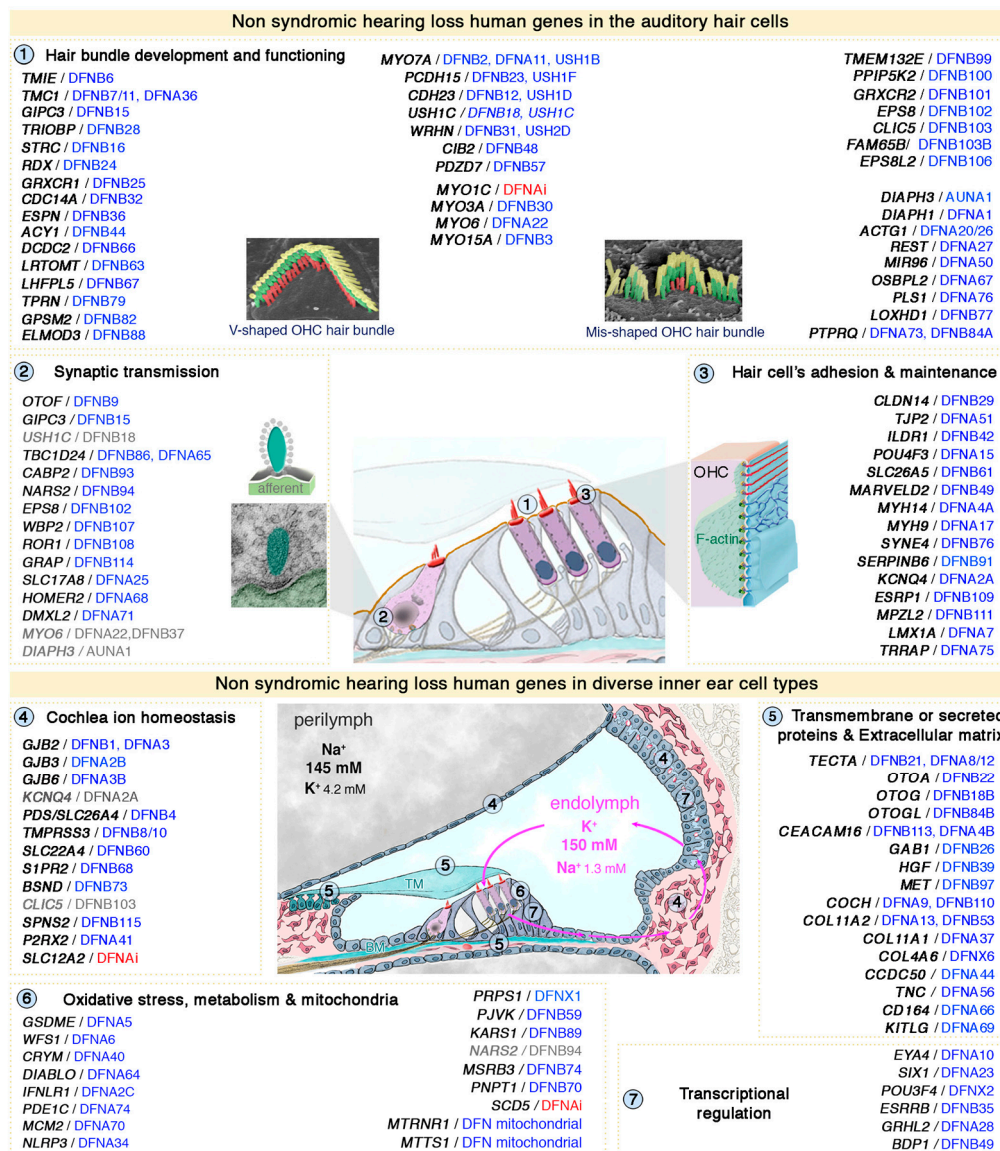 Non syndromic hearing loss human genes in the auditory hair cells
1 Hair bundle development and functioning
TMIE / DFNB6
TMC1 / DFNB7/11, DFNA36
GIPC3 / DFNB15
TRIOBP / DFNB28
STRC / DFNB16
RDX / DFNB24
GRXCR1 / DFNB25
CDC14A / DFNB32
ESPN / DFNB36
ACY1 / DFNB44
DCDC2 / DFNB66
LRTOMT / DFNB63
LHFPL5 / DFNB67
TPRN / DFNB79
GPSM2 / DFNB82
ELMOD3 / DFNB88
MYO7A / DFNB2, DFNA11, USH1B
PCDH15 / DFNB23, USH1F
CDH23 / DFNB12, USH1D
USH1C / DFNB18, USH1C
WRHN / DFNB31, USH2D
CIB2 / DFNB48
PDZD7 / DFNB57
MYO1C / DFNAi
MYO3A / DFNB30
MYO6 / DFNA22
MYO15A / DFNB3
V-shaped OHC hair bundle
Mis-shaped OHC hair bundle
TMEM132E / DFNB99
PPIP5K2 / DFNB100
GRXCR2 / DFNB101
EPS8 / DFNB102
CLIC5 / DFNB103
FAM65B/ DFNB103B
EPS8L2 / DFNB106
DIAPH3 / AUNA1
DIAPH1 / DFNA1
ACTG1 / DFNA20/26
REST / DFNA27
MIR96 / DFNA50
OSBPL2 / DFNA67
PLS1 / DFNA76
LOXHD1 / DFNB77
PTPRQ / DFNA73, DFNB84A
2 Synaptic transmission
OTOF / DFNB9
GIPC3 / DFNB15
USH1C / DFNB18
TBC1D24 / DFNB86, DFNA65
CABP2 / DFNB93
NARS2 / DFNB94
EPS8 / DFNB102
WBP2 / DFNB107
ROR1 / DFNB108
GRAP / DFNB114
SLC17A8 / DFNA25
HOMER2 / DFNA68
DMXL2 / DFNA71
MYO6 / DFNA22,DFNB37
DIAPH3 / AUNA1
afferent
1
3
2
3 Hair cell's adhesion & maintenance
OHC
F-actin
CLDN14 / DFNB29
TJP2 / DFNA51
ILDR1 / DFNB42
POU4F3 / DFNA15
SLC26A5 / DFNB61
MARVELD2 / DFNB49
MYH14 / DFNA4A
MYH9 / DFNA17
SYNE4 / DFNB76
SERPINB6 / DFNB91
KCNQ4 / DFNA2A
ESRP1 / DFNB109
MPZL2 / DFNB111
LMX1A / DFNA7
TRRAP / DFNA75
Non syndromic hearing loss human genes in diverse inner ear cell types
4 Cochlea ion homeostasis
GJB2 / DFNB1, DFNA3
GJB3 / DFNA2B
GJB6 / DFNA3B
KCNQ4 / DFNA2A
PDS/SLC26A4 / DFNB4
TMPRSS3 / DFNB8/10
SLC22A4 / DFNB60
S1PR2 / DFNB68
BSND / DFNB73
CLIC5 / DFNB103
SPNS2 / DFNB115
P2RX2 / DFNA41
SLC12A2 / DFNAi
perilymph
Na+
145 mM
K+ 4.2 mM
4
4
7
endolymph
K+
150 mM
Na+ 1.3 mM
5
TM
5
6
4
7
BM
5
5 Transmembrane or secreted
proteins & Extracellular matrix
TECTA / DFNB21, DFNA8/12
OTOA / DFNB22
OTOG / DFNB18B
OTOGL / DFNB84B
CEACAM16 / DFNB113, DFNA4B
GAB1 / DFNB26
HGF / DFNB39
MET / DFNB97
COCH / DFNA9, DFNB110
COL11A2 / DFNA13, DFNB53
COL11A1 / DFNA37
COL4A6 / DFNX6
CCDC50 / DFNA44
TNC / DFNA56
CD164 / DFNA66
KITLG / DFNA69
6 Oxidative stress, metabolism & mitochondria
GSDME / DFNA5
WFS1 / DFNA6
CRYM / DFNA40
DIABLO / DFNA64
IFNLR1 / DFNA2C
PDE1C / DFNA74
MCM2 / DFNA70
NLRP3 / DFNA34
PRPS1 / DFNX1
PJVK / DFNB59
KARS1 / DFNB89
NARS2 / DFNB94
MSRB3 / DFNB74
PNPT1 / DFNB70
SCD5 / DFNAi
MTRNR1 / DFN mitochondrial
MTTS1 / DFN mitochondrial
7 Transcriptional
regulation
EYA4 / DFNA10
SIX1 / DFNA23
POU3F4 / DFNX2
ESRRB / DFNB35
GRHL2 / DFNA28
BDP1 / DFNB49